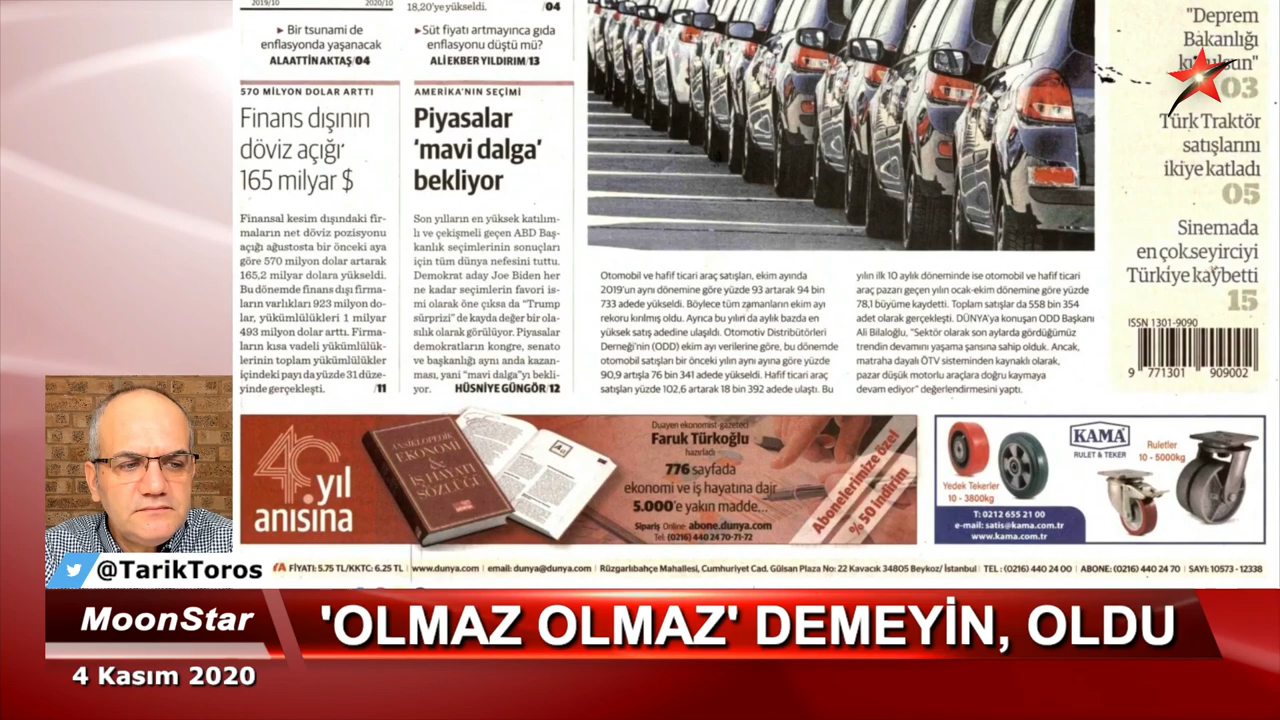 2019/10 2020/10
► Bir tsunami de
enflasyonda yaşanacak
ALAATTİN AKTAŞ/04
18,20'ye yükseldi. /04
►Süt fiyatı artmayınca gıda
enflasyonu düştü mü?
ALİ EKBER YILDIRIM/13
570 MİLYON DOLAR ARTTI
Finans dışının
döviz açığı
165 milyar $
Finansal kesim dışındaki fir-
maların net döviz pozisyonu
açığı ağustosta bir önceki aya
göre 570 milyon dolar artarak
165,2 milyar dolara yükseldi.
Bu dönemde finans dışı firma-
ların varlıkları 923 milyon do-
lar, yükümlülükleri 1 milyar
493 milyon dolar arttı. Firma-
ların kısa vadeli yükümlülük-
lerinin toplam yükümlülükler
içindeki payı da yüzde 31 düze-
yinde gerçekleşti. /11
AMERİKA'NIN SEÇİMİ
Piyasalar
'mavi dalga'
bekliyor
Son yılların en yüksek katılım-
lı ve çekişmeli geçen ABD Baş-
kanlık seçimlerinin sonuçları
için tüm dünya nefesini tuttu.
Demokrat aday Joe Biden her
ne kadar seçimlerin favori is-
mi olarak öne çıksa da "Trump
sürprizi" de kayda değer bir ola-
sılık olarak görülüyor. Piyasalar
demokratların kongre, senato
ve başkanlığı aynı anda kazan-
ması, yani "mavi dalga"yı bekli-
yor. HÜSNİYE GÜNGÖR/12
Otomobil ve hafif ticari araç satışları, ekim ayında
2019'un aynı dönemine göre yüzde 93 artarak 94 bin
733 adete yükseldi. Böylece tüm zamanların ekim ayı
rekoru kırılmış oldu. Ayrıca bu yılın da aylık bazda en
yüksek satış adedine ulaşıldı. Otomotiv Distribütörleri
Derneği'nin (ODD) ekim ayı verilerine göre, bu dönemde
otomobil satışları bir önceki yılın aynı ayına göre yüzde
90,9 artışla 76 bin 341 adete yükseldi. Hafif ticari araç
satışları yüzde 102,6 artarak 18 bin 392 adete ulaştı. Bu
yılın ilk 10 aylık döneminde ise otomobil ve hafif ticari
araç pazarı geçen yılın ocak-ekim dönemine göre yüzde
78,1 büyüme kaydetti. Toplam satışlar da 558 bin 354
adet olarak gerçekleşti. DÜNYA'ya konuşan ODD Başkanı
Ali Bilaloğlu, "Sektör olarak son aylarda gördüğümüz
trendin devamını yaşama şansına sahip olduk. Ancak,
matraha dayalı ÖTV sisteminden kaynaklı olarak,
pazar düşük motorlu araçlara doğru kaymaya
devam ediyor" değerlendirmesini yaptı.
"Deprem
Bakanlığı
kurulsun"
03
Türk Traktör
satışlarını
ikiye katladı
05
Sinemada
en çok seyirciyi
Türkiye kaybetti
15
ISSN 1301-9090
9 771301 909002
40.yıl
anısına
ANSİKLOPEDİK
EKONOMİ
&
İŞ HAYATI
SÖZLÜĞÜ
Duayen ekonomist-gazeteci
Faruk Türkoğlu
hazırladı
776 sayfada
ekonomi ve iş hayatına dair
5.000'e yakın madde...
Sipariş Online: abone.dunya.com
Tel: (0216) 440 24 70-71-72
Abonelerimize özel
% 50 indirim
KAMA
RULET & TEKER
Ruletler
10 - 5000kg
Yedek Tekerler
10 - 3800kg
T: 0212 655 21 00
e-mail: satis@kama.com.tr
www.kama.com.tr
FİYATI: 5.75 TL/KKTC: 6.25 TL | www.dunya.com | email: dunya@dunya.com | Rüzgarlıbahçe Mahallesi, Cumhuriyet Cad. Gülsan Plaza No: 22 Kavacık 34805 Beykoz/ İstanbul | TEL : (0216) 440 24 00 | ABONE: (0216) 440 24 70 | SAYI: 10573 - 12338
@TarikToros
MoonStar
'OLMAZ OLMAZ' DEMEYİN, OLDU
4 Kasım 2020